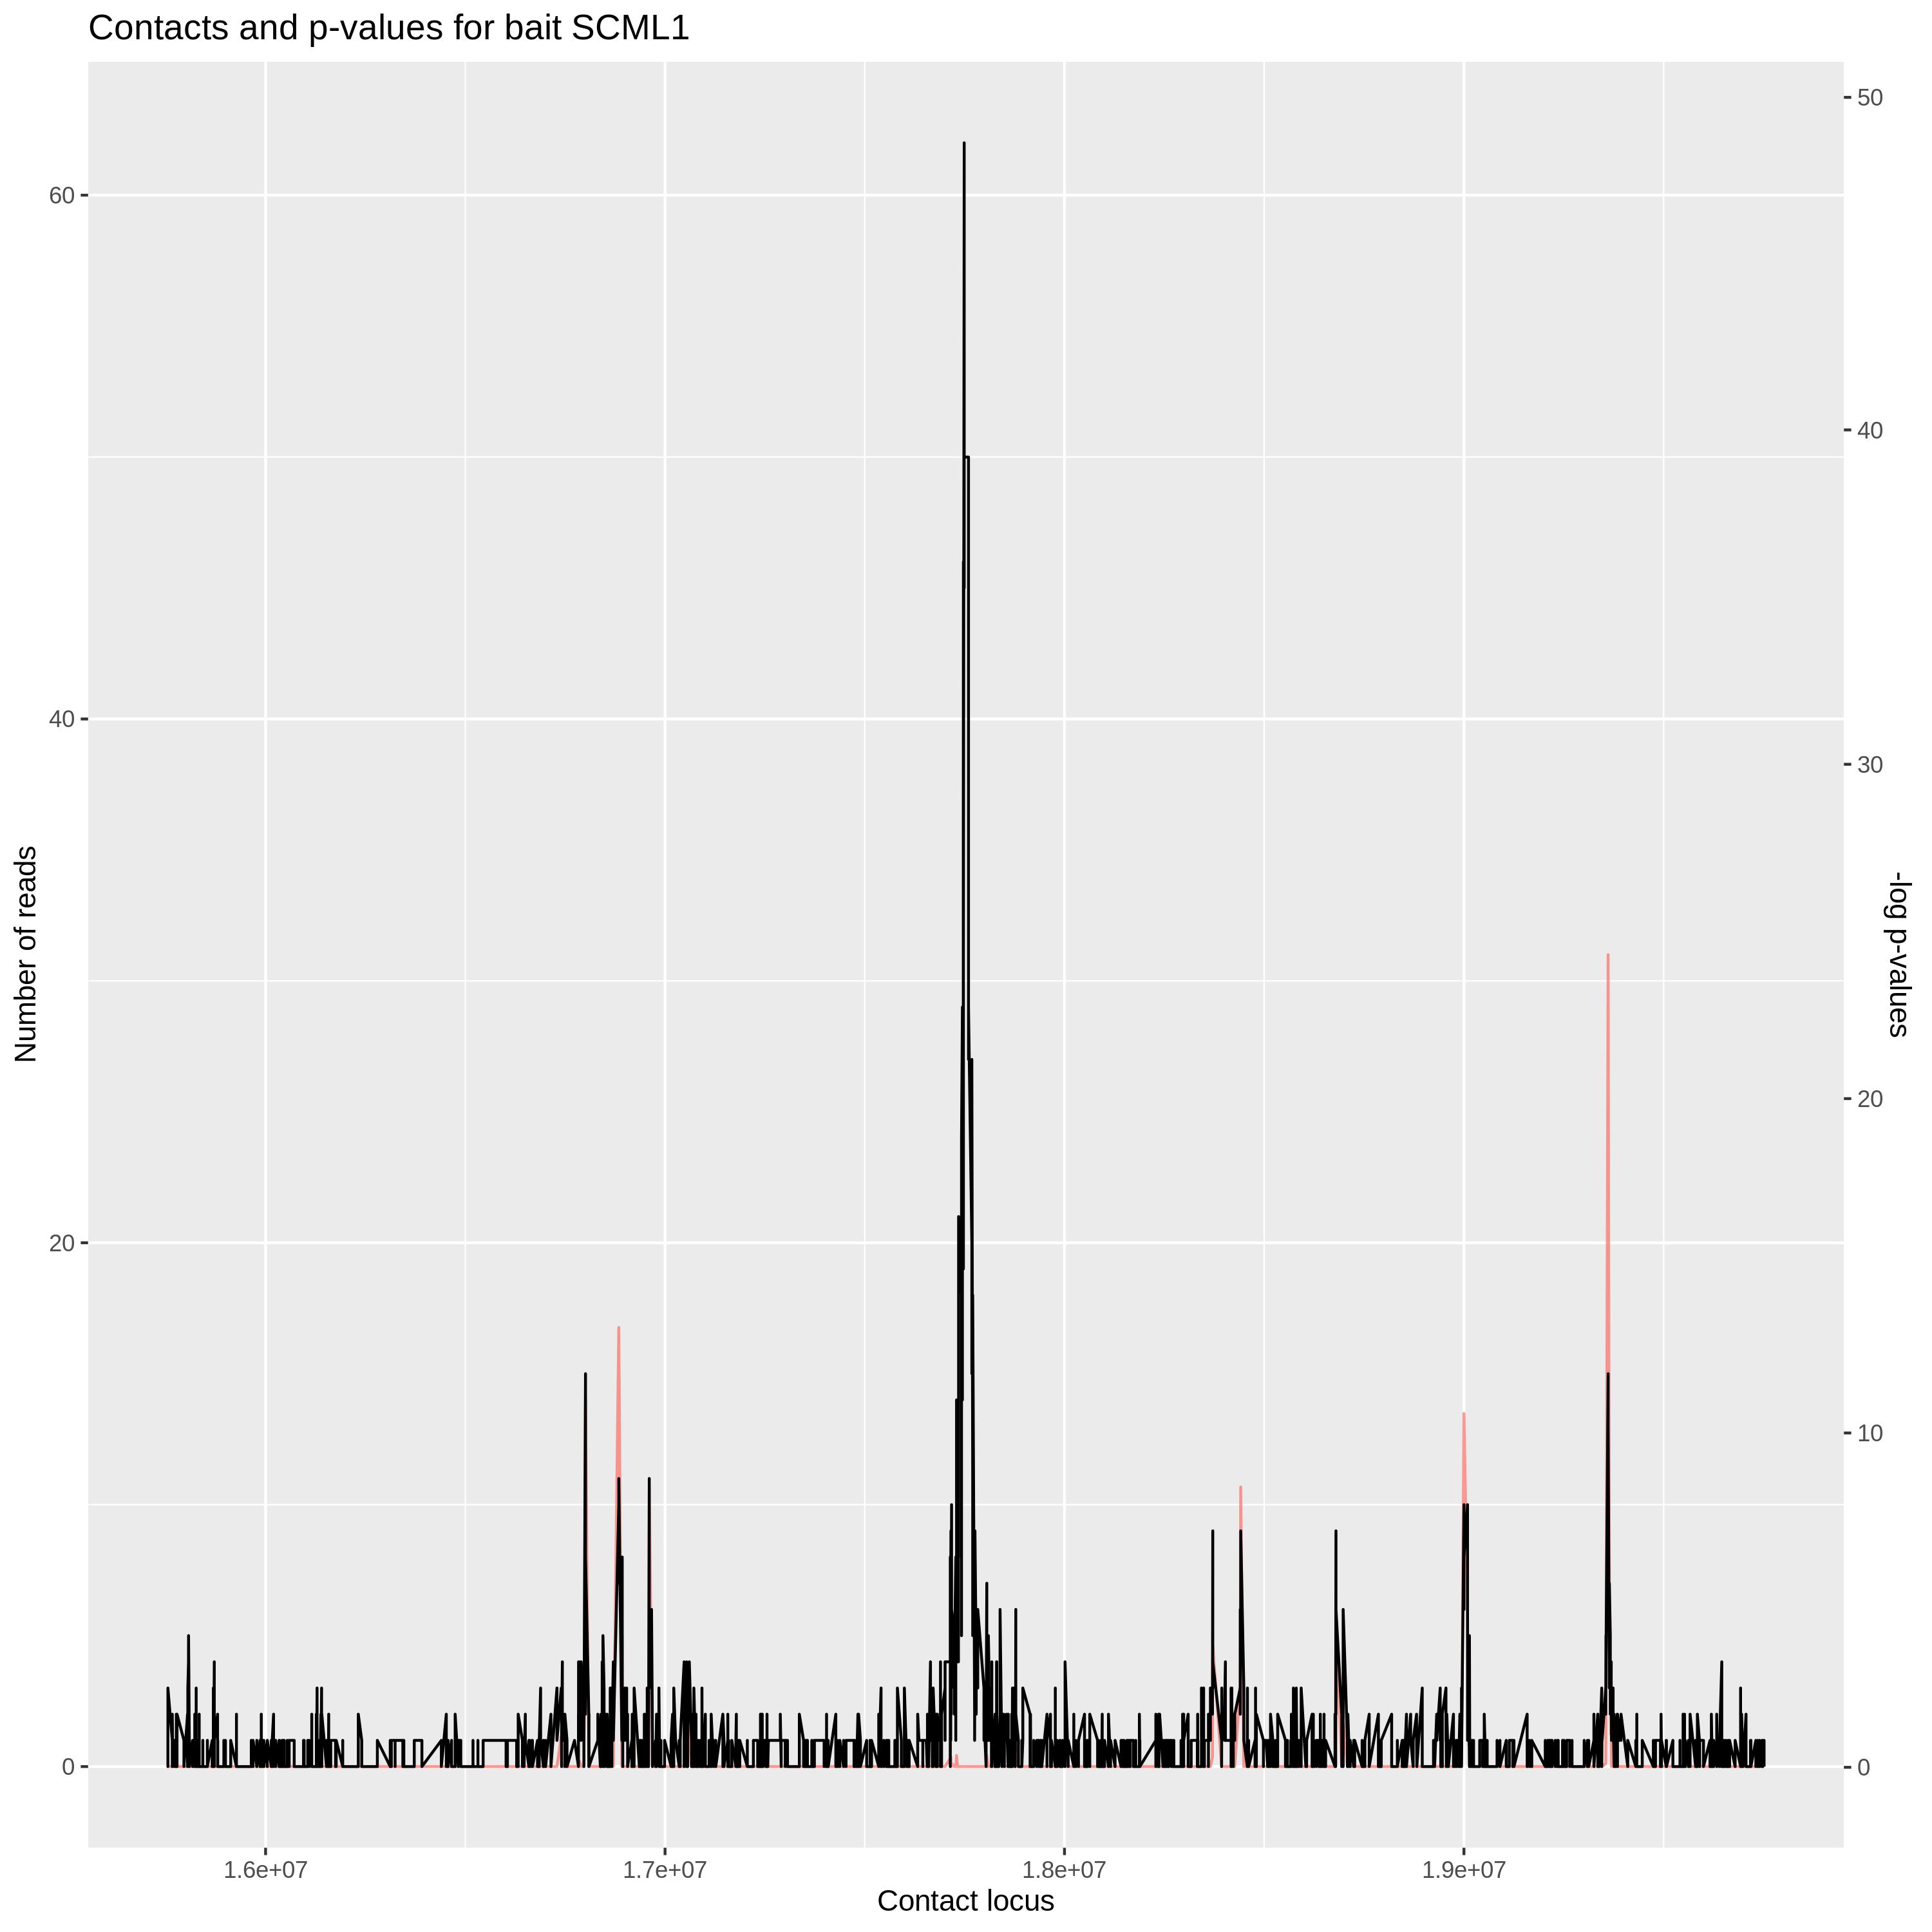 Contacts and p-values for bait SCML1
60
40
20
0
Number of reads
50
40
30
20
10
0
-log p-values
1.6e+07
1.7e+07
1.8e+07
1.9e+07
Contact locus